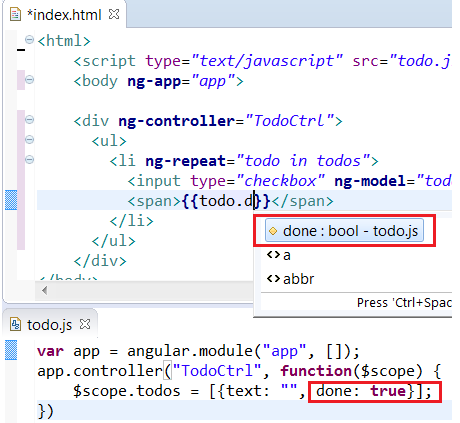 *index.html
<html>
<script type="text/javascript" src="todo.j
<body ng-app="app">
<div ng-controller="TodoCtrl">
<ul>
<li ng-repeat="todo in todos">
<input type="checkbox" ng-model="tod
<span>{{todo.d}}</span>
</li>
</ul>
</div>
</body>
done : bool - todo.js
<> a
<> abbr
Press 'Ctrl+Spac
todo.js
var app = angular.module("app", []);
app.controller("TodoCtrl", function($scope) {
$scope.todos = [{text: "", done: true}];
})